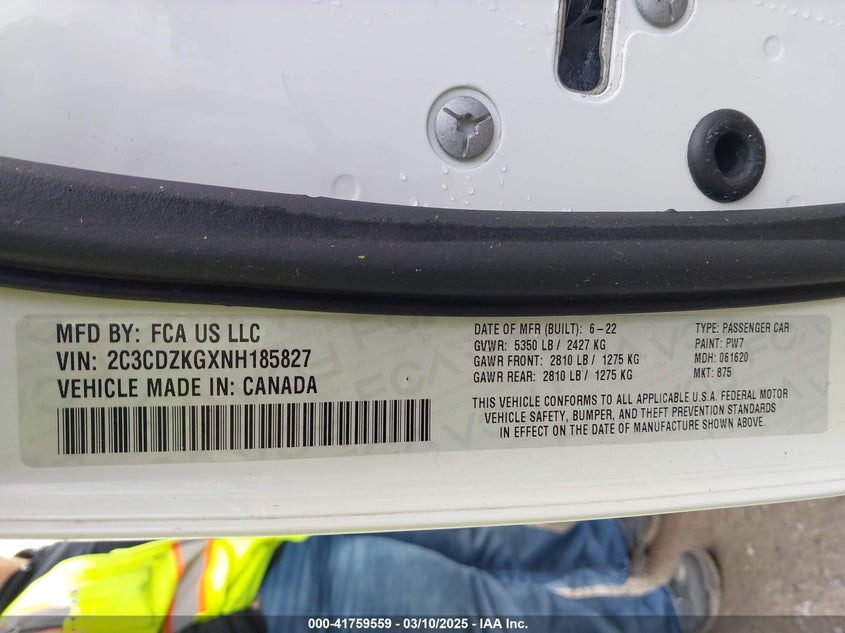 MFD BY: FCA US LLC
VIN: 2C3CDZKGXNH185827
VEHICLE MADE IN: CANADA
DATE OF MFR (BUILT): 6-22
GVWR: 5350 LB / 2427 KG
GAWR FRONT: 2810 LB / 1275 KG
GAWR REAR: 2810 LB / 1275 KG
TYPE: PASSENGER CAR
PAINT: PW7
MDH: 061620
MKT: 875
THIS VEHICLE CONFORMS TO ALL APPLICABLE U.S.A. FEDERAL MOTOR
VEHICLE SAFETY, BUMPER, AND THEFT PREVENTION STANDARDS
IN EFFECT ON THE DATE OF MANUFACTURE SHOWN ABOVE.
000-41759559 - 03/10/2025 - IAA Inc.